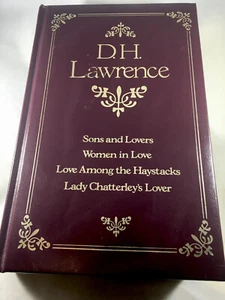 D.H.
Lawrence
Sons and Lovers
Women in Love
Love Among the Haystacks
Lady Chatterley's Lover